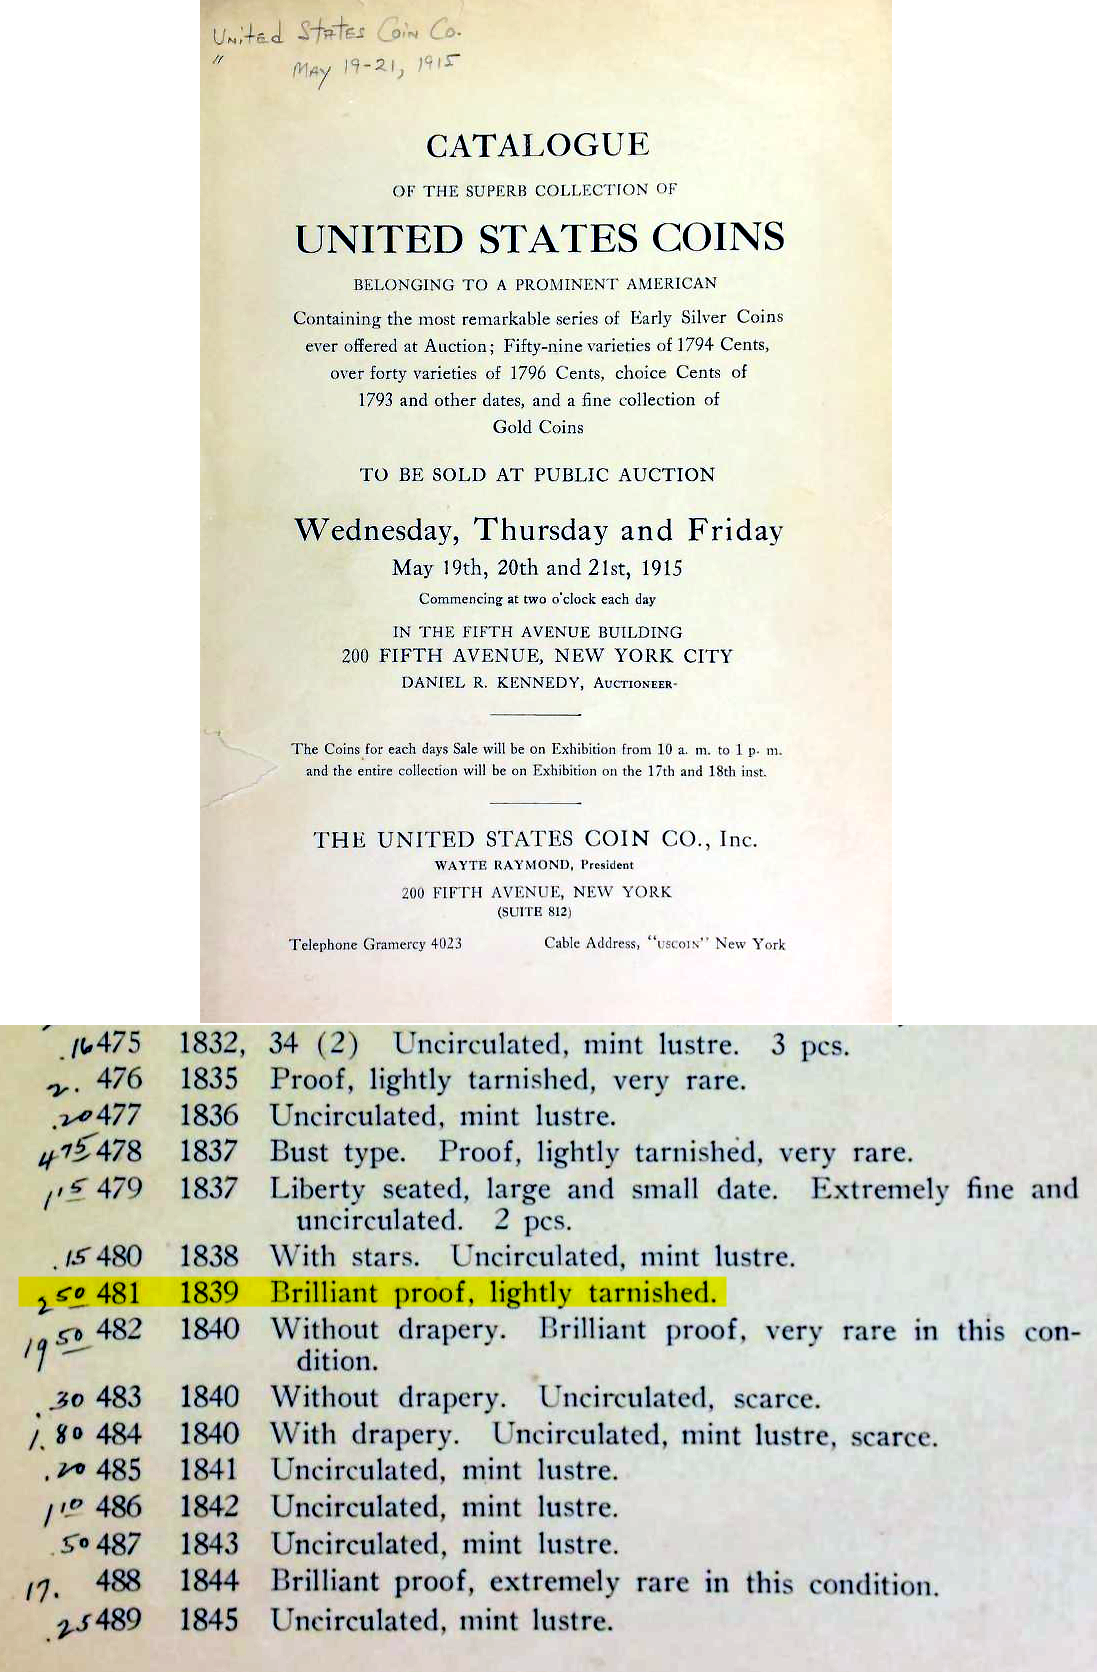 United States Coin Co.
" May 19-21, 1915
CATALOGUE
OF THE SUPERB COLLECTION OF
UNITED STATES COINS
BELONGING TO A PROMINENT AMERICAN
Containing the most remarkable series of Early Silver Coins
ever offered at Auction; Fifty-nine varieties of 1794 Cents,
over forty varieties of 1796 Cents, choice Cents of
1793 and other dates, and a fine collection of
Gold Coins
TO BE SOLD AT PUBLIC AUCTION
Wednesday, Thursday and Friday
May 19th, 20th and 21st, 1915
Commencing at two o'clock each day
IN THE FIFTH AVENUE BUILDING
200 FIFTH AVENUE, NEW YORK CITY
DANIEL R. KENNEDY, AUCTIONEER-
The Coins for each days Sale will be on Exhibition from 10 a. m. to 1 p. m.
and the entire collection will be on Exhibition on the 17th and 18th inst.
THE UNITED STATES COIN CO., Inc.
WAYTE RAYMOND, President
200 FIFTH AVENUE, NEW YORK
(SUITE 812)
Telephone Gramercy 4023 Cable Address, "USCOIN" New York
.16 475 1832, 34 (2) Uncirculated, mint lustre. 3 pcs.
2. 476 1835 Proof, lightly tarnished, very rare.
.20 477 1836 Uncirculated, mint lustre.
4 75 478 1837 Bust type. Proof, lightly tarnished, very rare.
1 15 479 1837 Liberty seated, large and small date. Extremely fine and
uncirculated. 2 pcs.
.15 480 1838 With stars. Uncirculated, mint lustre.
2 50 481 1839 Brilliant proof, lightly tarnished.
19 50 482 1840 Without drapery. Brilliant proof, very rare in this con-
dition.
.30 483 1840 Without drapery. Uncirculated, scarce.
1.80 484 1840 With drapery. Uncirculated, mint lustre, scarce.
.20 485 1841 Uncirculated, mint lustre.
1 10 486 1842 Uncirculated, mint lustre.
.50 487 1843 Uncirculated, mint lustre.
17. 488 1844 Brilliant proof, extremely rare in this condition.
.25 489 1845 Uncirculated, mint lustre.